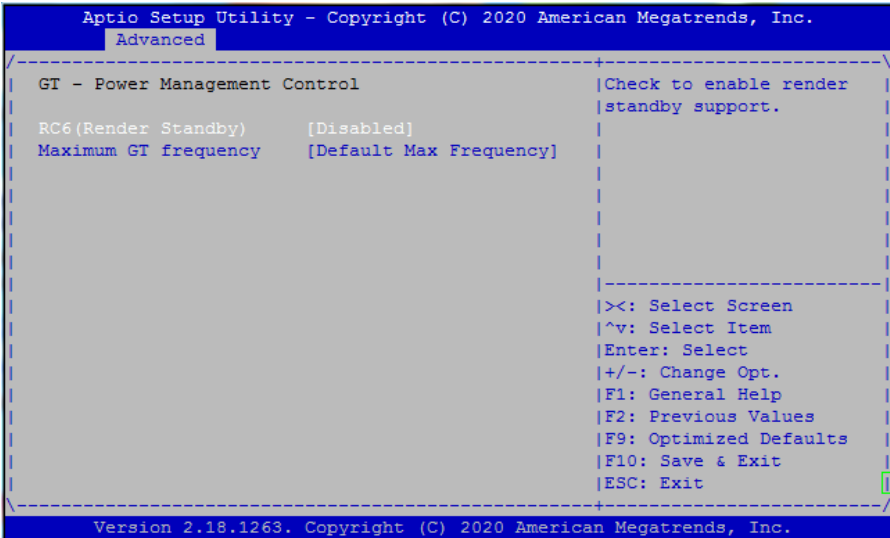 Aptio Setup Utility - Copyright (C) 2020 American Megatrends, Inc.
Advanced
GT - Power Management Control
RC6(Render Standby) [Disabled]
Maximum GT frequency [Default Max Frequency]
Check to enable render
standby support.
><: Select Screen
^v: Select Item
Enter: Select
+/-: Change Opt.
F1: General Help
F2: Previous Values
F9: Optimized Defaults
F10: Save & Exit
ESC: Exit
Version 2.18.1263. Copyright (C) 2020 American Megatrends, Inc.